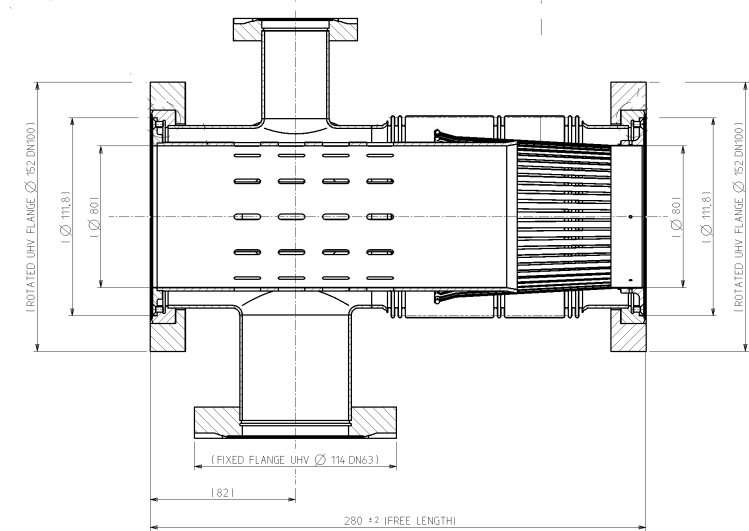 (ROTATED UHV FLANGE Ø 152 DN100)
(Ø 111,8)
(Ø 80)
(Ø 80)
(Ø 111,8)
(ROTATED UHV FLANGE Ø 152 DN100)
(FIXED FLANGE UHV Ø 114 DN63)
(82)
280 ±2 (FREE LENGTH)